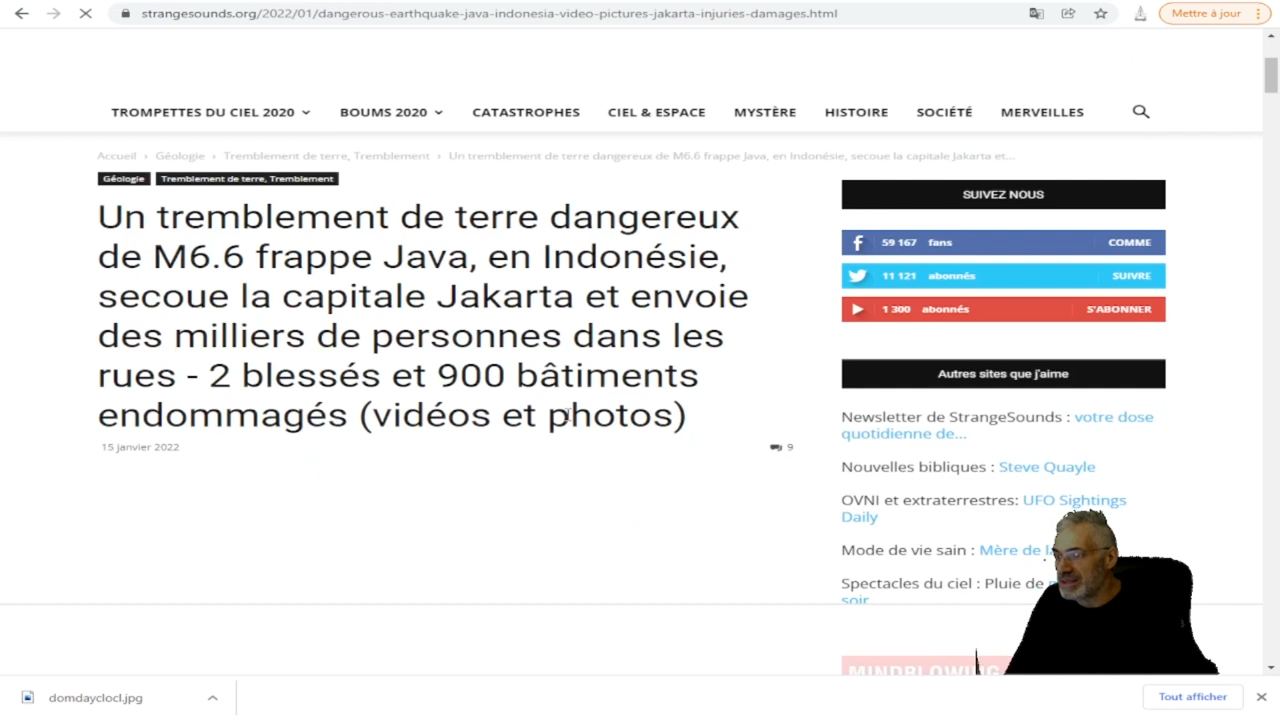 strangesounds.org/2022/01/dangerous-earthquake-java-indonesia-video-pictures-jakarta-injuries-damages.html
Mettre à jour
TROMPETTES DU CIEL 2020
BOUMS 2020
CATASTROPHES
CIEL & ESPACE
MYSTÈRE
HISTOIRE
SOCIÉTÉ
MERVEILLES
Accueil › Géologie › Tremblement de terre, Tremblement › Un tremblement de terre dangereux de M6.6 frappe Java, en Indonésie, secoue la capitale Jakarta et...
Géologie
Tremblement de terre, Tremblement
Un tremblement de terre dangereux
de M6.6 frappe Java, en Indonésie,
secoue la capitale Jakarta et envoie
des milliers de personnes dans les
rues - 2 blessés et 900 bâtiments
endommagés (vidéos et photos)
15 janvier 2022
9
SUIVEZ NOUS
59 167 fans COMME
11 121 abonnés SUIVRE
1 300 abonnés S'ABONNER
Autres sites que j'aime
Newsletter de StrangeSounds : votre dose
quotidienne de...
Nouvelles bibliques : Steve Quayle
OVNI et extraterrestres: UFO Sightings
Daily
Mode de vie sain : Mère de
Spectacles du ciel : Pluie de
soir
MINDBLOWING
domdayclocl.jpg
Tout afficher